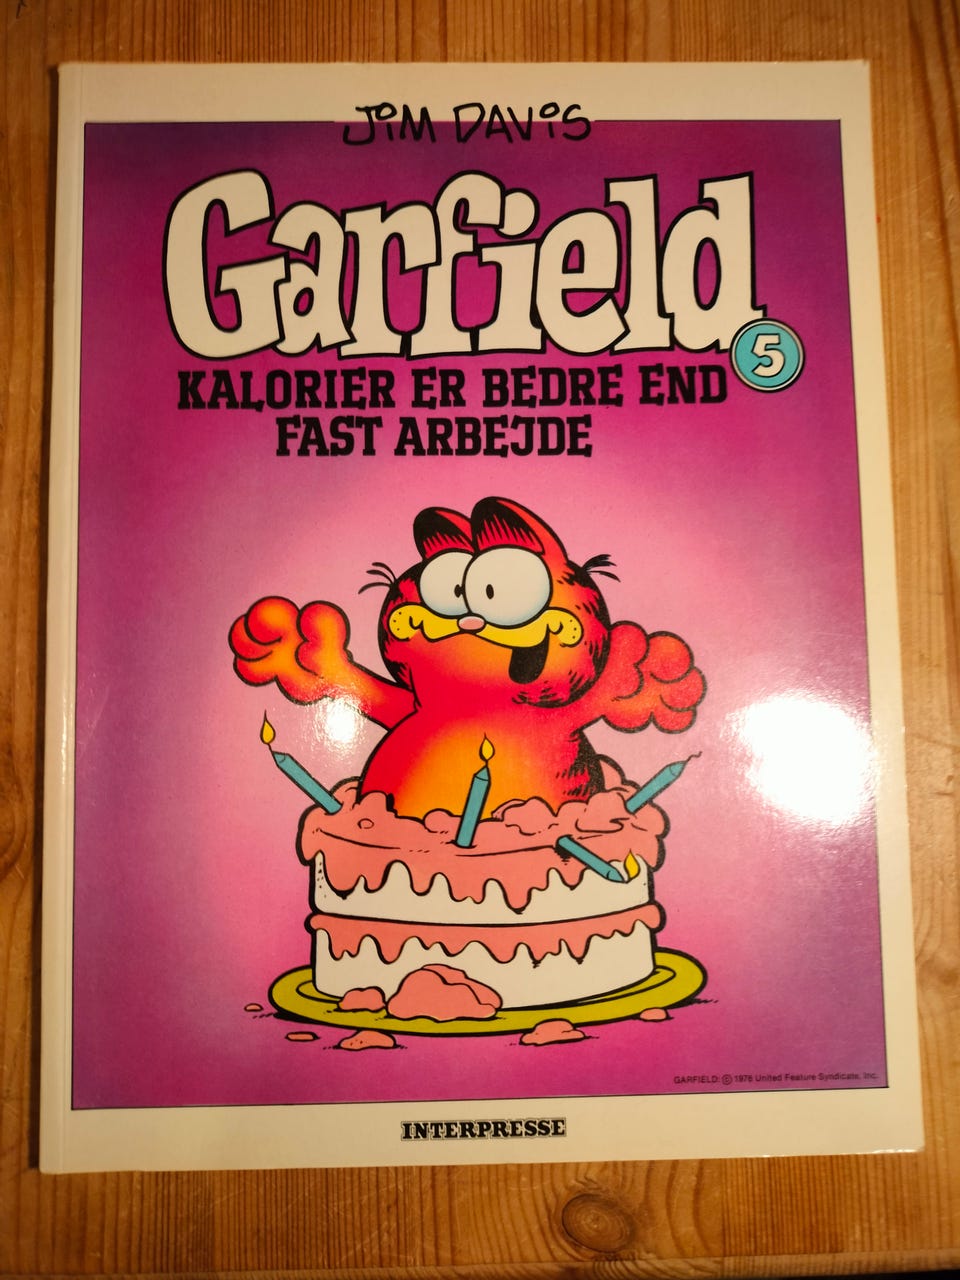 JIM DAVIS
Garfield
5
KALORIER ER BEDRE END
FAST ARBEJDE
GARFIELD: © 1978 United Feature Syndicate, Inc.
INTERPRESSE